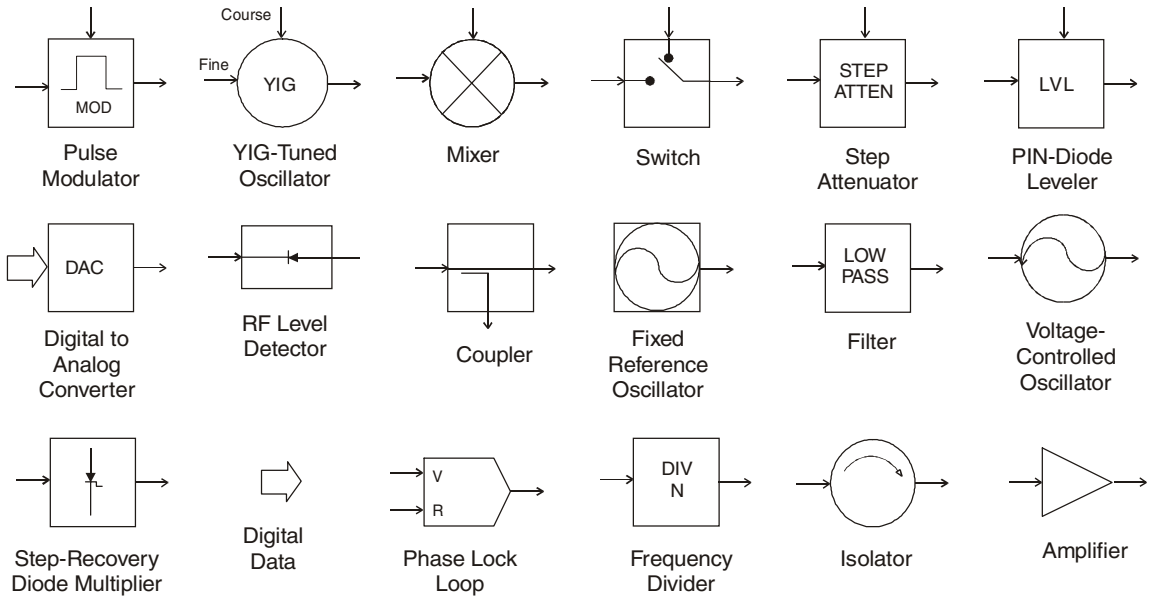 MOD
Pulse
Modulator
Course
Fine
YIG
YIG-Tuned
Oscillator
Mixer
Switch
STEP
ATTEN
Step
Attenuator
LVL
PIN-Diode
Leveler
DAC
Digital to
Analog
Converter
RF Level
Detector
Coupler
Fixed
Reference
Oscillator
LOW
PASS
Filter
Voltage-
Controlled
Oscillator
Step-Recovery
Diode Multiplier
Digital
Data
V
R
Phase Lock
Loop
DIV
N
Frequency
Divider
Isolator
Amplifier